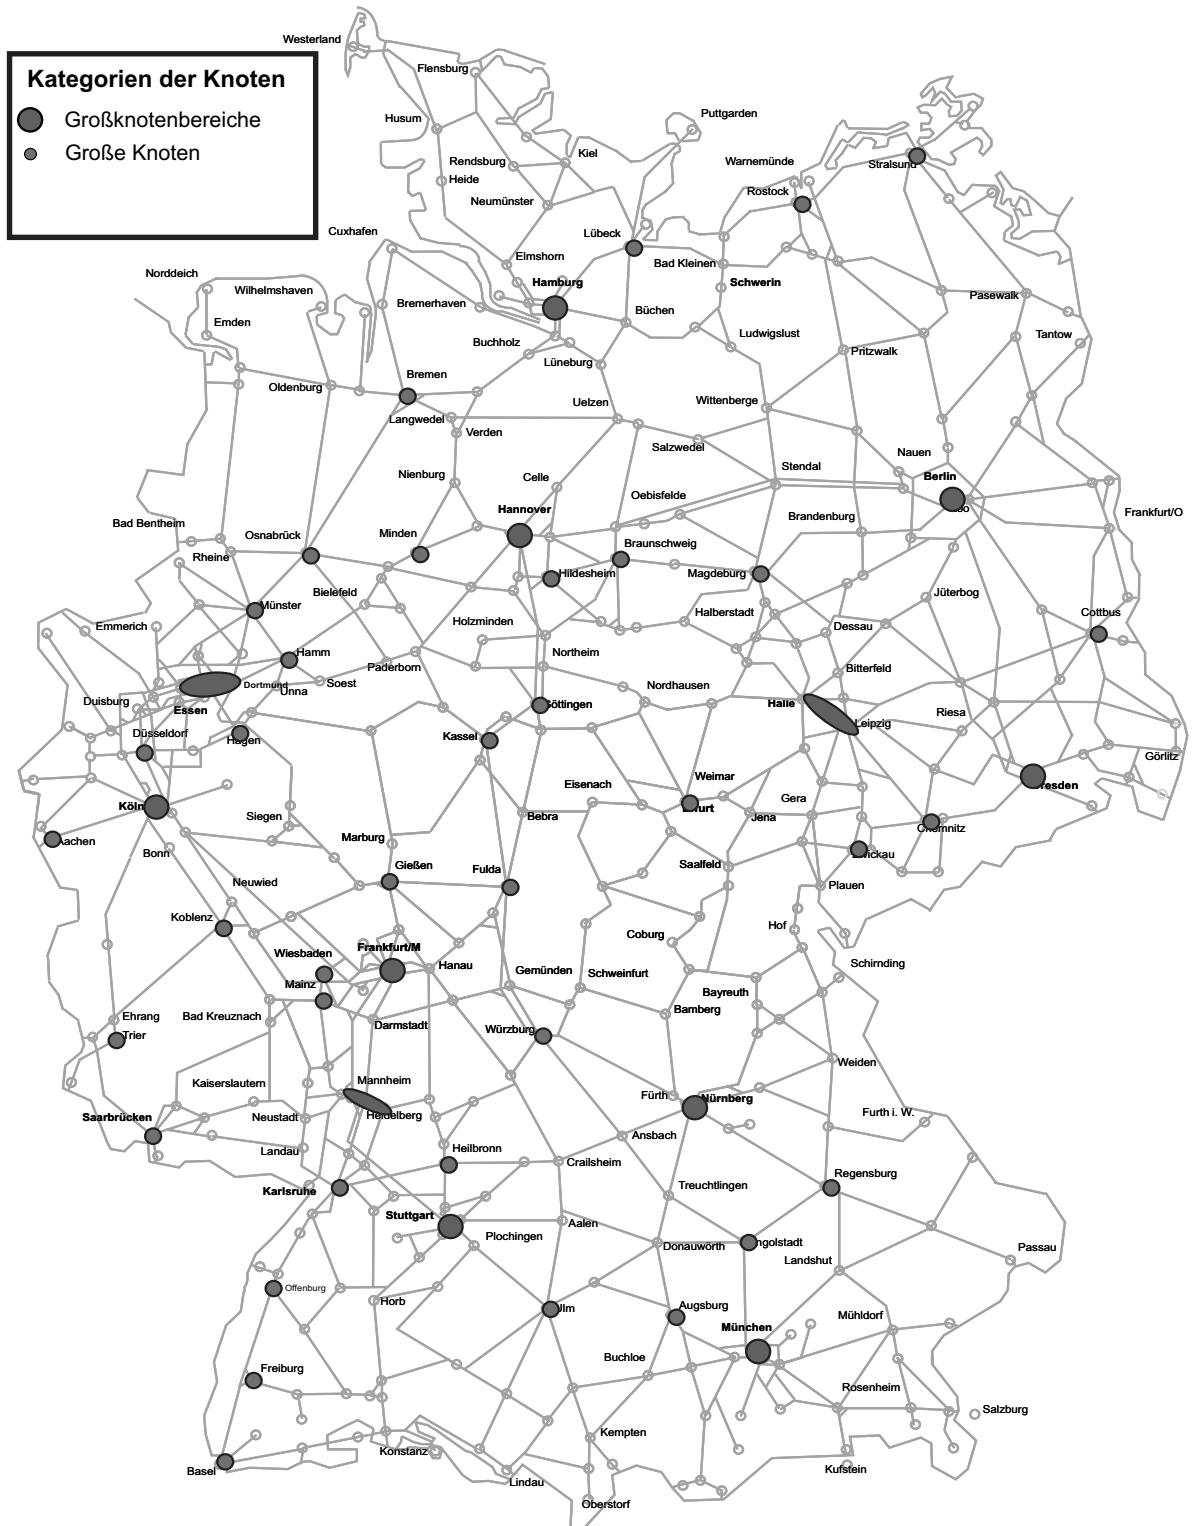 Westerland
Kategorien der Knoten
Großknotenbereiche
Große Knoten
Flensburg
Husum
Puttgarden
Rendsburg
Kiel
Warnemünde
Stralsund
Heide
Neumünster
Rostock
Cuxhafen
Lübeck
Elmshorn
Bad Kleinen
Norddeich
Wilhelmshaven
Hamburg
Schwerin
Bremerhaven
Büchen
Pasewalk
Emden
Ludwigslust
Tantow
Buchholz
Lüneburg
Pritzwalk
Oldenburg
Bremen
Uelzen
Wittenberge
Langwedel
Verden
Salzwedel
Nauen
Nienburg
Celle
Stendal
Berlin
Oebisfelde
Hannover
Brandenburg
Frankfurt/O
Bad Bentheim
Osnabrück
Minden
Braunschweig
Rheine
Hildesheim
Magdeburg
Bielefeld
Jüterbog
Münster
Halberstadt
Cottbus
Emmerich
Holzminden
Dessau
Hamm
Northeim
Paderborn
Bitterfeld
Soest
Dortmund
Unna
Nordhausen
Duisburg
Essen
Göttingen
Halle
Leipzig
Riesa
Düsseldorf
Hagen
Kassel
Görlitz
Weimar
Eisenach
Dresden
Köln
Gera
Erfurt
Siegen
Bebra
Jena
Chemnitz
Aachen
Marburg
Bonn
Zwickau
Gießen
Fulda
Saalfeld
Neuwied
Plauen
Koblenz
Hof
Coburg
Wiesbaden
Frankfurt/M
Hanau
Gemünden
Schweinfurt
Schirnding
Mainz
Bayreuth
Ehrang
Bad Kreuznach
Bamberg
Darmstadt
Würzburg
Trier
Weiden
Kaiserslautern
Mannheim
Fürth
Nürnberg
Saarbrücken
Neustadt
Heidelberg
Furth i. W.
Ansbach
Landau
Heilbronn
Crailsheim
Regensburg
Karlsruhe
Treuchtlingen
Stuttgart
Aalen
Plochingen
Donauwörth
Ingolstadt
Passau
Landshut
Offenburg
Horb
Ulm
Augsburg
Mühldorf
München
Buchloe
Freiburg
Rosenheim
Salzburg
Kempten
Konstanz
Basel
Kufstein
Lindau
Oberstorf